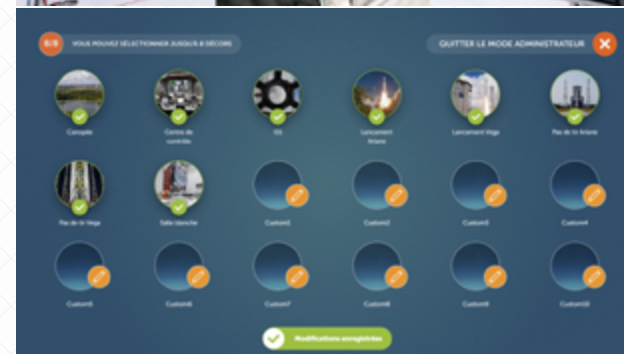 8/8 VOUS POUVEZ SÉLECTIONNER JUSQU'À 8 DÉCORS
QUITTER LE MODE ADMINISTRATEUR
Canopée
Centre de
contrôle
ISS
Lancement
Ariane
Lancement Vega
Pas de tir Ariane
Pas de tir Vega
Salle blanche
Custom1
Custom2
Custom3
Custom4
Custom5
Custom6
Custom7
Custom8
Custom9
Custom10
Modifications enregistrées